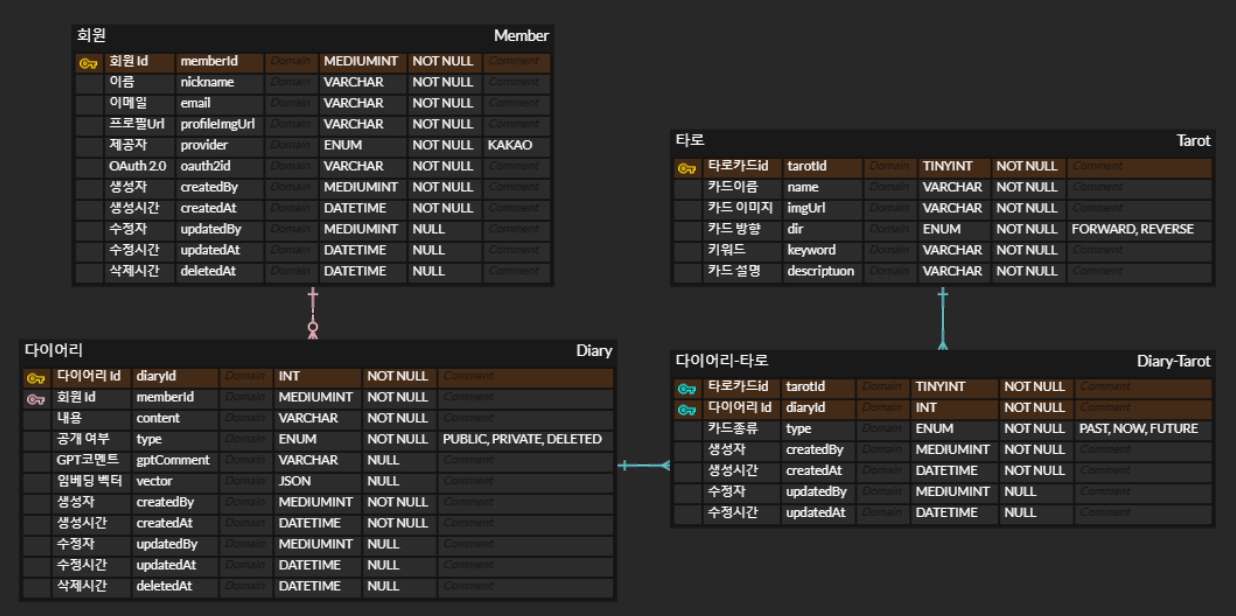 회원 Member
회원 Id memberId Domain MEDIUMINT NOT NULL Comment
이름 nickname Domain VARCHAR NOT NULL Comment
이메일 email Domain VARCHAR NOT NULL Comment
프로필Url profileImgUrl Domain VARCHAR NOT NULL Comment
제공자 provider Domain ENUM NOT NULL KAKAO
OAuth 2.0 oauth2id Domain VARCHAR NOT NULL Comment
생성자 createdBy Domain MEDIUMINT NOT NULL Comment
생성시간 createdAt Domain DATETIME NOT NULL Comment
수정자 updatedBy Domain MEDIUMINT NULL Comment
수정시간 updatedAt Domain DATETIME NULL Comment
삭제시간 deletedAt Domain DATETIME NULL Comment
타로 Tarot
타로카드id tarotId Domain TINYINT NOT NULL Comment
카드이름 name Domain VARCHAR NOT NULL Comment
카드 이미지 imgUrl Domain VARCHAR NOT NULL Comment
카드 방향 dir Domain ENUM NOT NULL FORWARD, REVERSE
키워드 keyword Domain VARCHAR NOT NULL Comment
카드 설명 descriptuon Domain VARCHAR NOT NULL Comment
다이어리 Diary
다이어리 Id diaryId Domain INT NOT NULL Comment
회원 Id memberId Domain MEDIUMINT NOT NULL Comment
내용 content Domain VARCHAR NOT NULL Comment
공개 여부 type Domain ENUM NOT NULL PUBLIC, PRIVATE, DELETED
GPT코멘트 gptComment Domain VARCHAR NULL Comment
임베딩 벡터 vector Domain JSON NULL Comment
생성자 createdBy Domain MEDIUMINT NOT NULL Comment
생성시간 createdAt Domain DATETIME NOT NULL Comment
수정자 updatedBy Domain MEDIUMINT NULL Comment
수정시간 updatedAt Domain DATETIME NULL Comment
삭제시간 deletedAt Domain DATETIME NULL Comment
다이어리-타로 Diary-Tarot
타로카드id tarotId Domain TINYINT NOT NULL Comment
다이어리 Id diaryId Domain INT NOT NULL Comment
카드종류 type Domain ENUM NOT NULL PAST, NOW, FUTURE
생성자 createdBy Domain MEDIUMINT NOT NULL Comment
생성시간 createdAt Domain DATETIME NOT NULL Comment
수정자 updatedBy Domain MEDIUMINT NULL Comment
수정시간 updatedAt Domain DATETIME NULL Comment